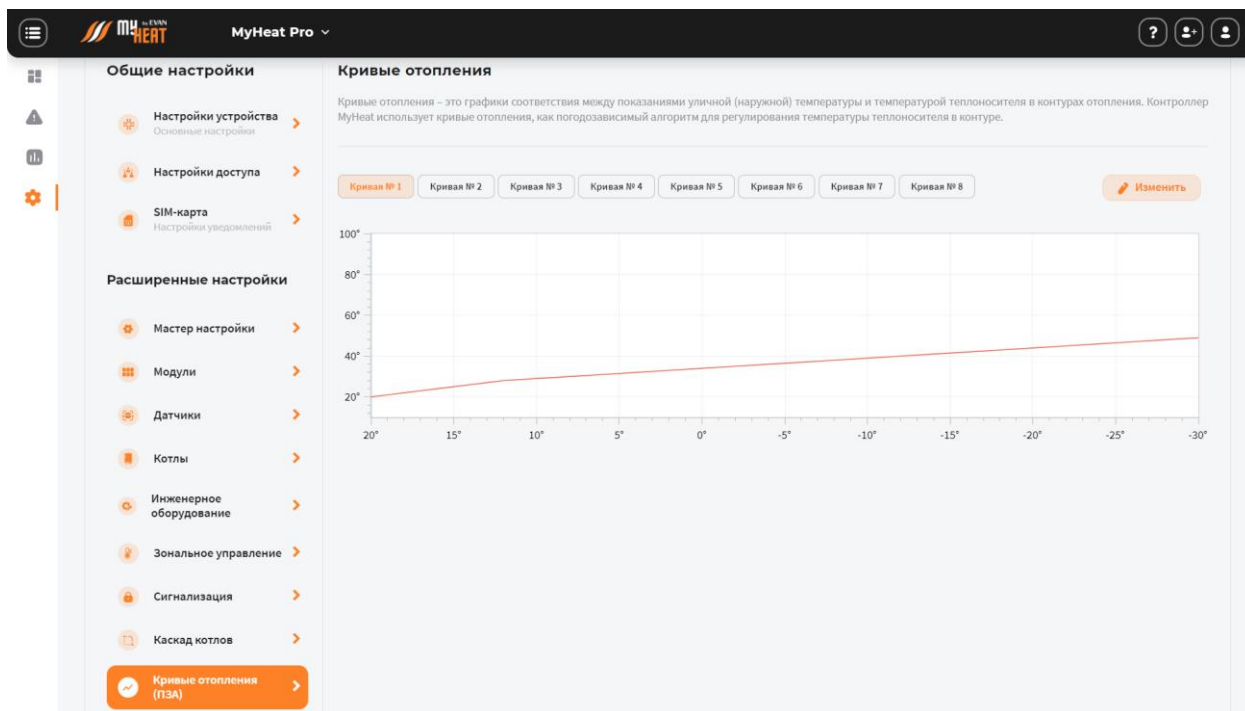 by EVAN
MYHEAT
MyHeat Pro
?
Общие настройки
Настройки устройства
Основные настройки
Настройки доступа
SIM-карта
Настройки уведомлений
Расширенные настройки
Мастер настройки
Модули
Датчики
Котлы
Инженерное
оборудование
Зональное управление
Сигнализация
Каскад котлов
Кривые отопления
(ПЗА)
Кривые отопления
Кривые отопления – это графики соответствия между показаниями уличной (наружной) температуры и температурой теплоносителя в контурах отопления. Контроллер
MyHeat использует кривые отопления, как погодозависимый алгоритм для регулирования температуры теплоносителя в контуре.
Кривая № 1 Кривая № 2 Кривая № 3 Кривая № 4 Кривая № 5 Кривая № 6 Кривая № 7 Кривая № 8 Изменить
100°
80°
60°
40°
20°
20° 15° 10° 5° 0° -5° -10° -15° -20° -25° -30°